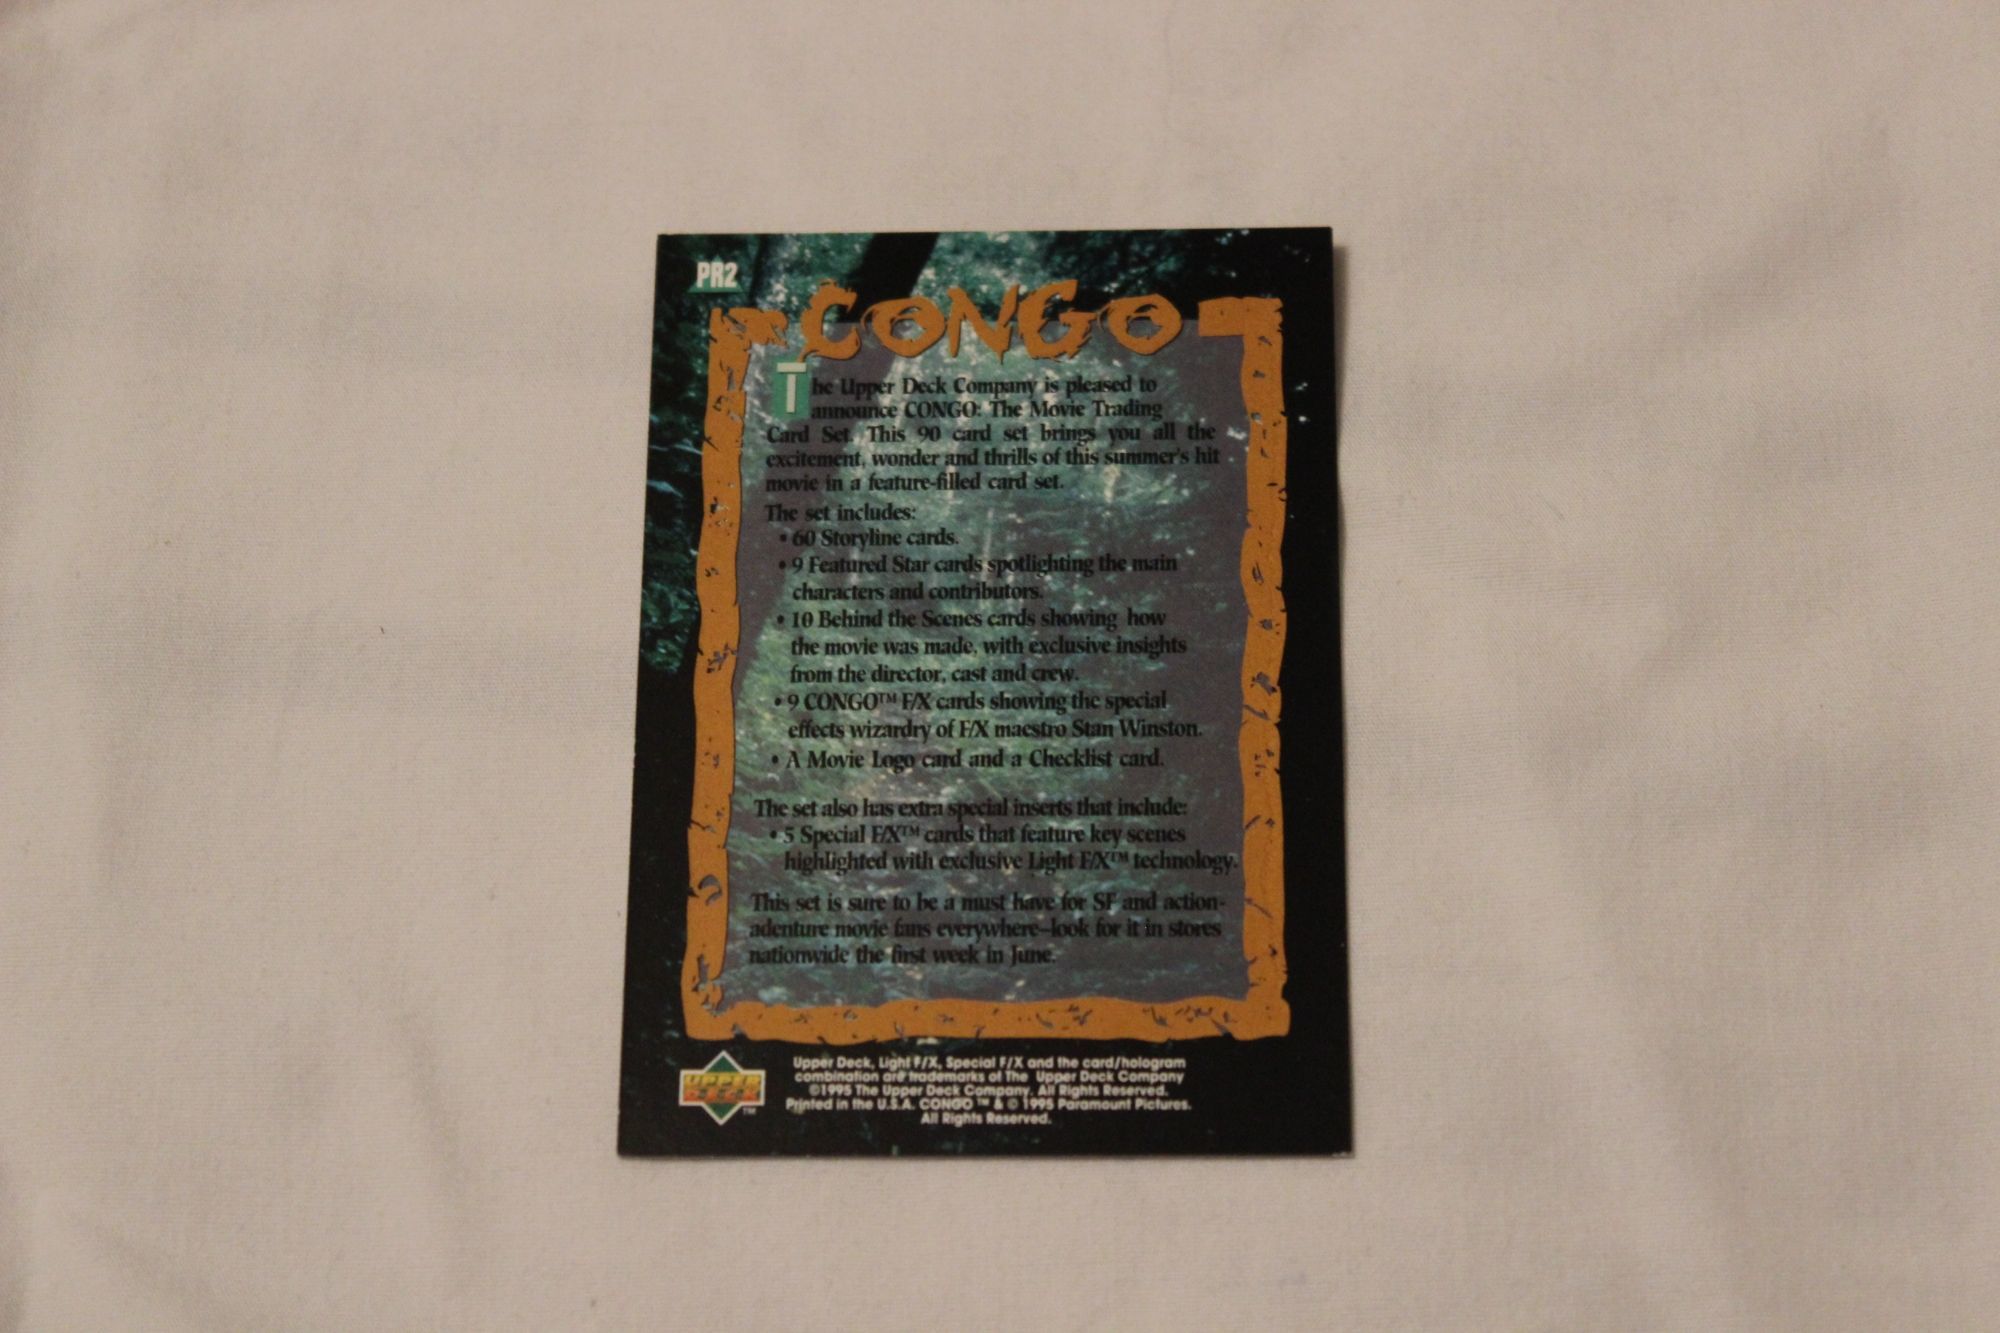 PR2
CONGO
The Upper Deck Company is pleased to
announce CONGO: The Movie Trading
Card Set. This 90 card set brings you all the
excitement, wonder and thrills of this summer's hit
movie in a feature-filled card set.
The set includes:
• 60 Storyline cards.
• 9 Featured Star cards spotlighting the main
characters and contributors.
• 10 Behind the Scenes cards showing how
the movie was made, with exclusive insights
from the director, cast and crew.
• 9 CONGO™ F/X cards showing the special
effects wizardry of F/X maestro Stan Winston.
• A Movie Logo card and a Checklist card.
The set also has extra special inserts that include:
• 5 Special F/X™ cards that feature key scenes
highlighted with exclusive Light F/X™ technology.
This set is sure to be a must have for SF and action-
adenture movie fans everywhere–look for it in stores
nationwide the first week in June.
UPPER
DECK
™
Upper Deck, Light F/X, Special F/X and the card/hologram
combination are trademarks of The Upper Deck Company
©1995 The Upper Deck Company. All Rights Reserved.
Printed in the U.S.A. CONGO ™ & © 1995 Paramount Pictures.
All Rights Reserved.